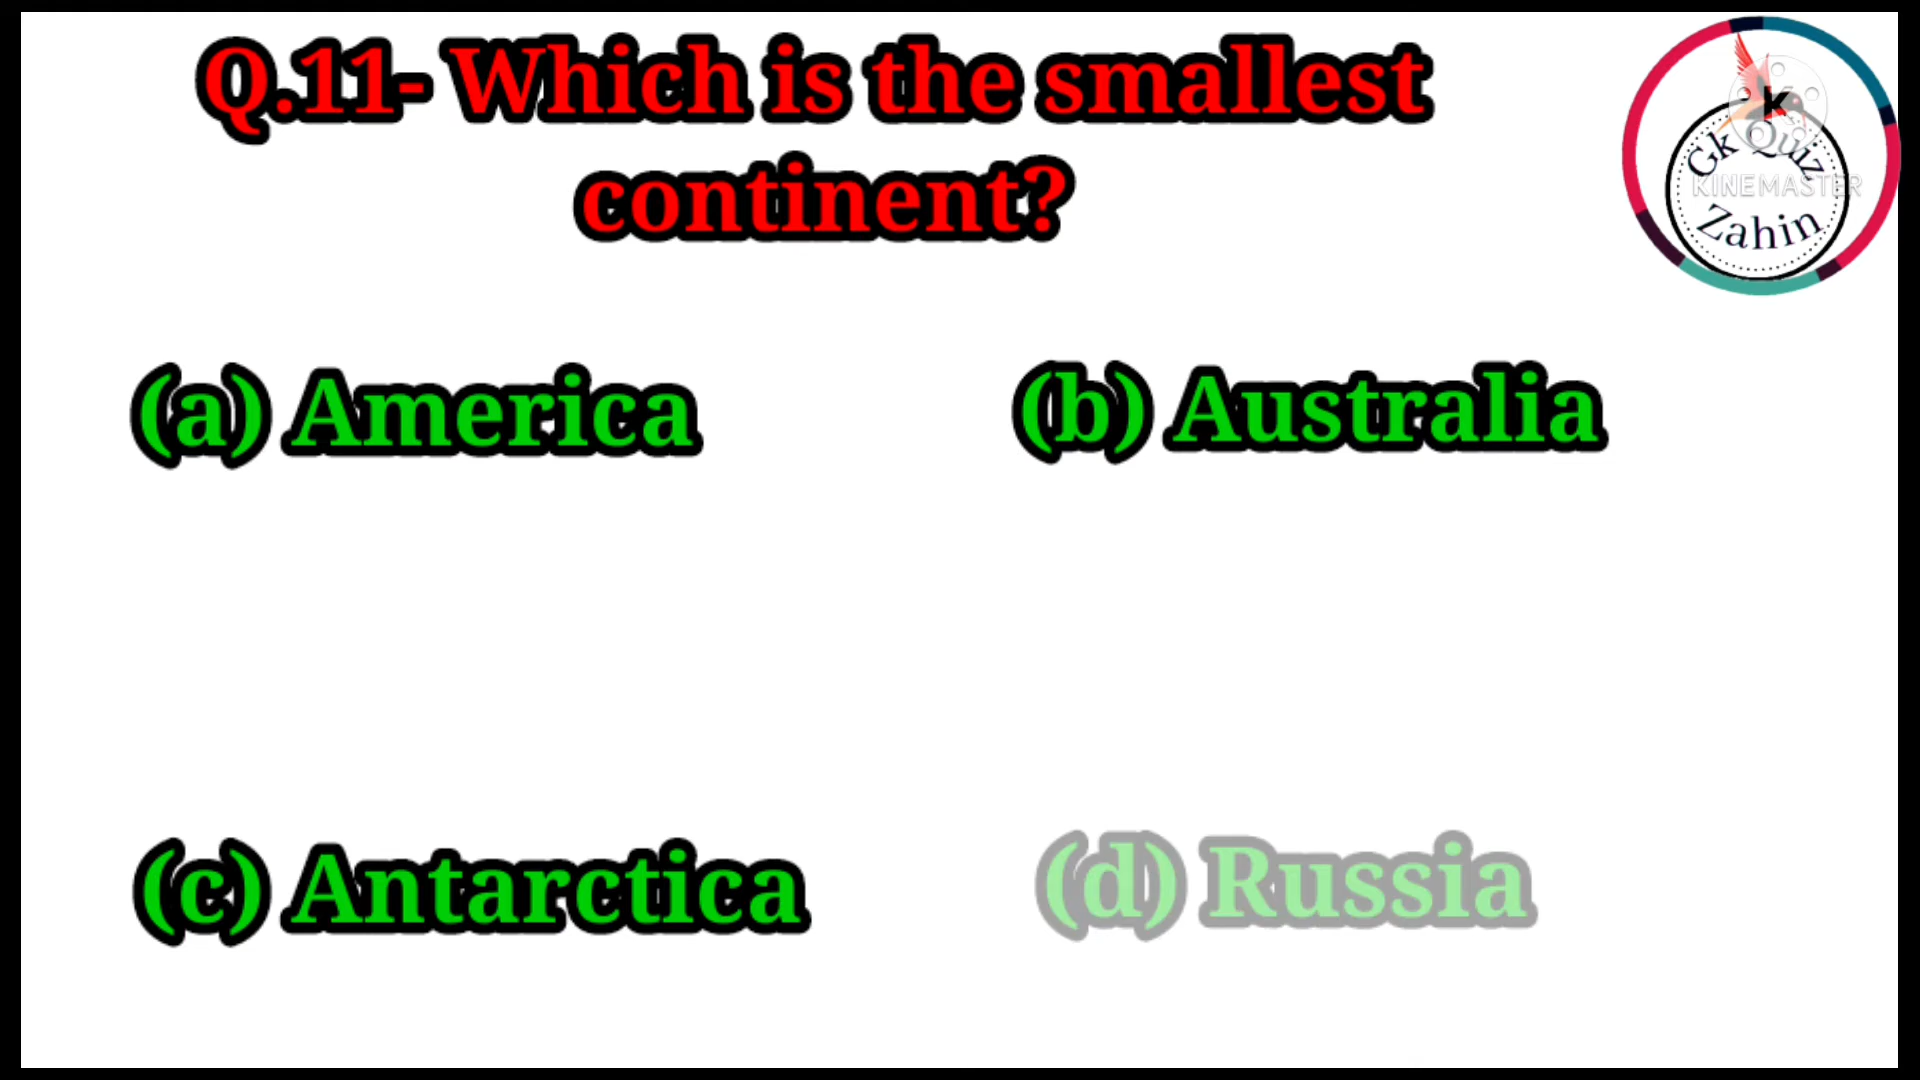 Q.11- Which is the smallest
continent?
(a) America
(b) Australia
(c) Antarctica
(d) Russia
Gk Quiz
KINEMASTER
Zahin